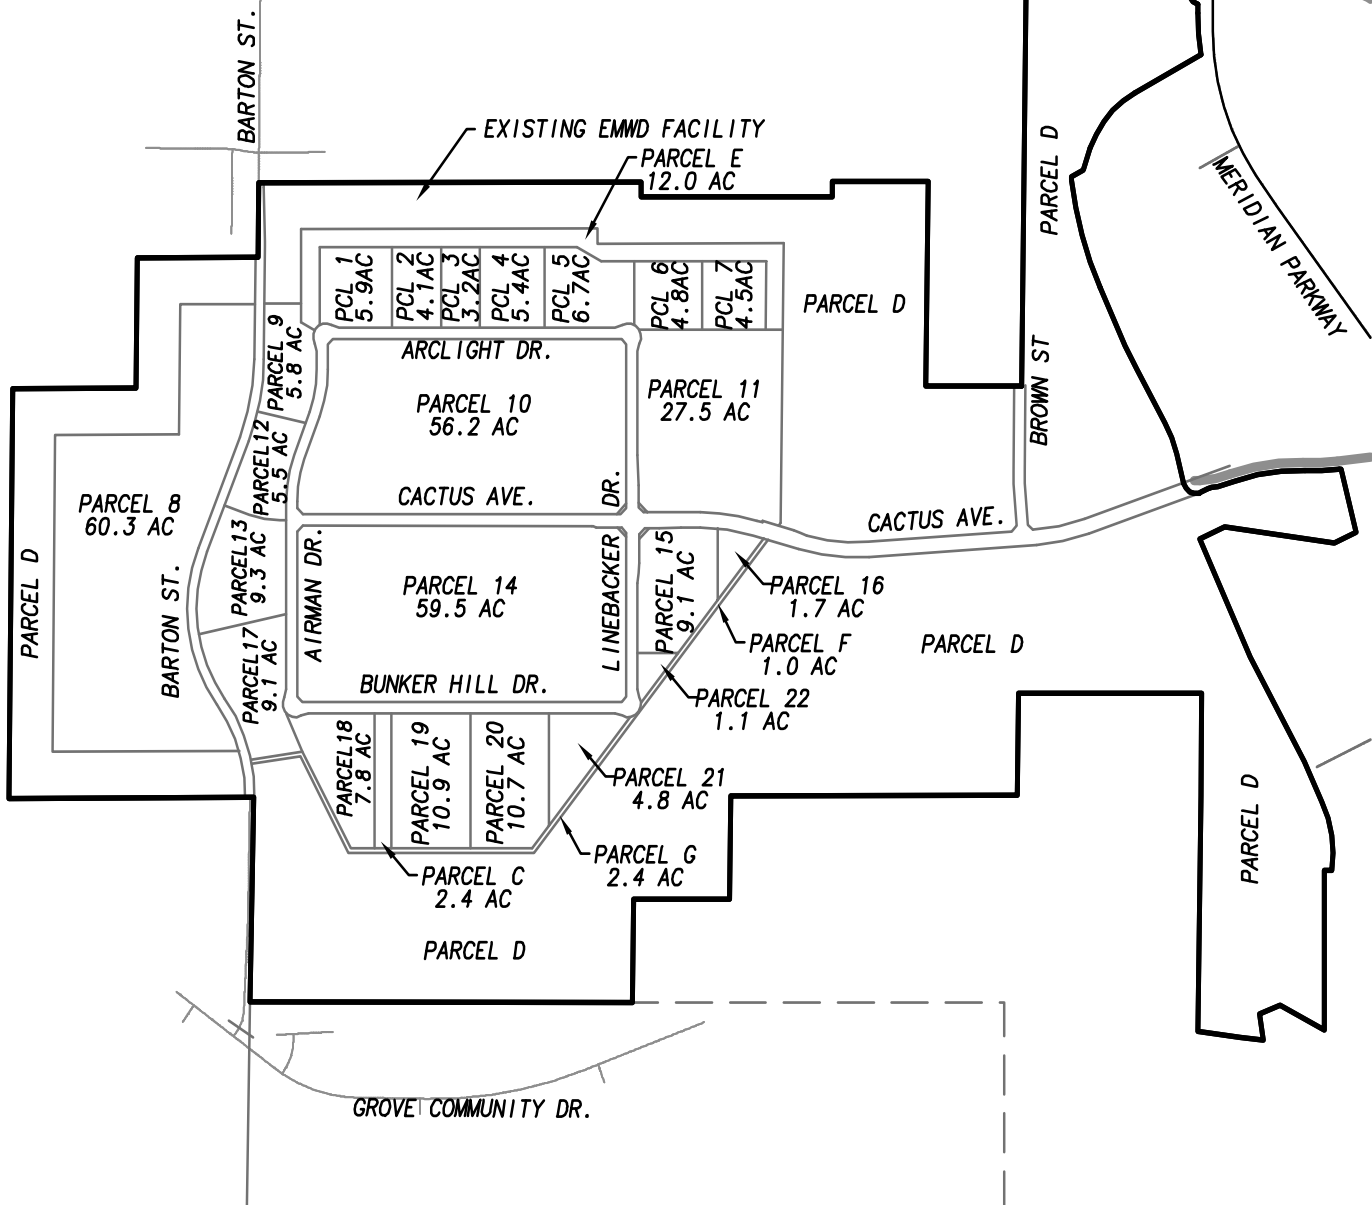 BARTON ST.
EXISTING EMWD FACILITY
PARCEL E
12.0 AC
PARCEL D
MERIDIAN PARKWAY
PCL 1
5.9AC
PCL 2
4.1AC
PCL 3
3.2AC
PCL 4
5.4AC
PCL 5
6.7AC
PCL 6
4.8AC
PCL 7
4.5AC
PARCEL D
PARCEL 9
5.8 AC
ARCLIGHT DR.
PARCEL 10
56.2 AC
PARCEL 11
27.5 AC
BROWN ST
PARCEL12
5.5 AC
PARCEL 8
60.3 AC
CACTUS AVE.
LINEBACKER DR.
CACTUS AVE.
PARCEL D
BARTON ST.
PARCEL13
9.3 AC
AIRMAN DR.
PARCEL 14
59.5 AC
PARCEL 15
9.1 AC
PARCEL 16
1.7 AC
PARCEL F
1.0 AC
PARCEL D
PARCEL17
9.1 AC
BUNKER HILL DR.
PARCEL 22
1.1 AC
PARCEL18
7.8 AC
PARCEL 19
10.9 AC
PARCEL 20
10.7 AC
PARCEL 21
4.8 AC
PARCEL D
PARCEL G
2.4 AC
PARCEL C
2.4 AC
PARCEL D
GROVE COMMUNITY DR.